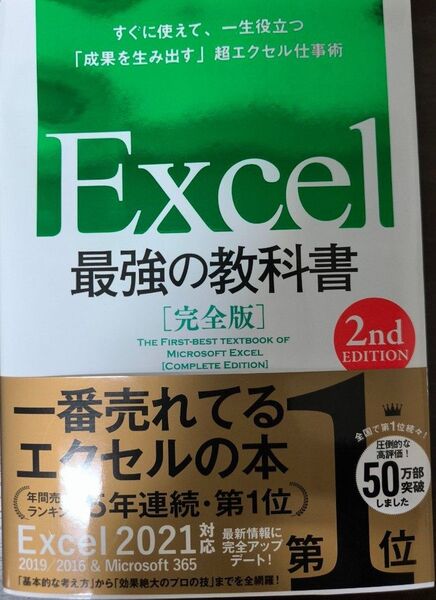 すぐに使えて、一生役立つ
「成果を生み出す」超エクセル仕事術
Excel
最強の教科書
[完全版]
2nd
EDITION
THE FIRST-BEST TEXTBOOK OF
MICROSOFT EXCEL
[COMPLETE EDITION]
一番売れてる
エクセルの本
年間売
ランキン
5年連続・第1位
Excel 2021対応
2019/2016 & Microsoft 365
最新情報に
完全アップ
デート!
「基本的な考え方」から「効果絶大のプロの技」までを全網羅!
第1位
全国で第1位続々!
圧倒的な
高評価!
50万部
突破
しました